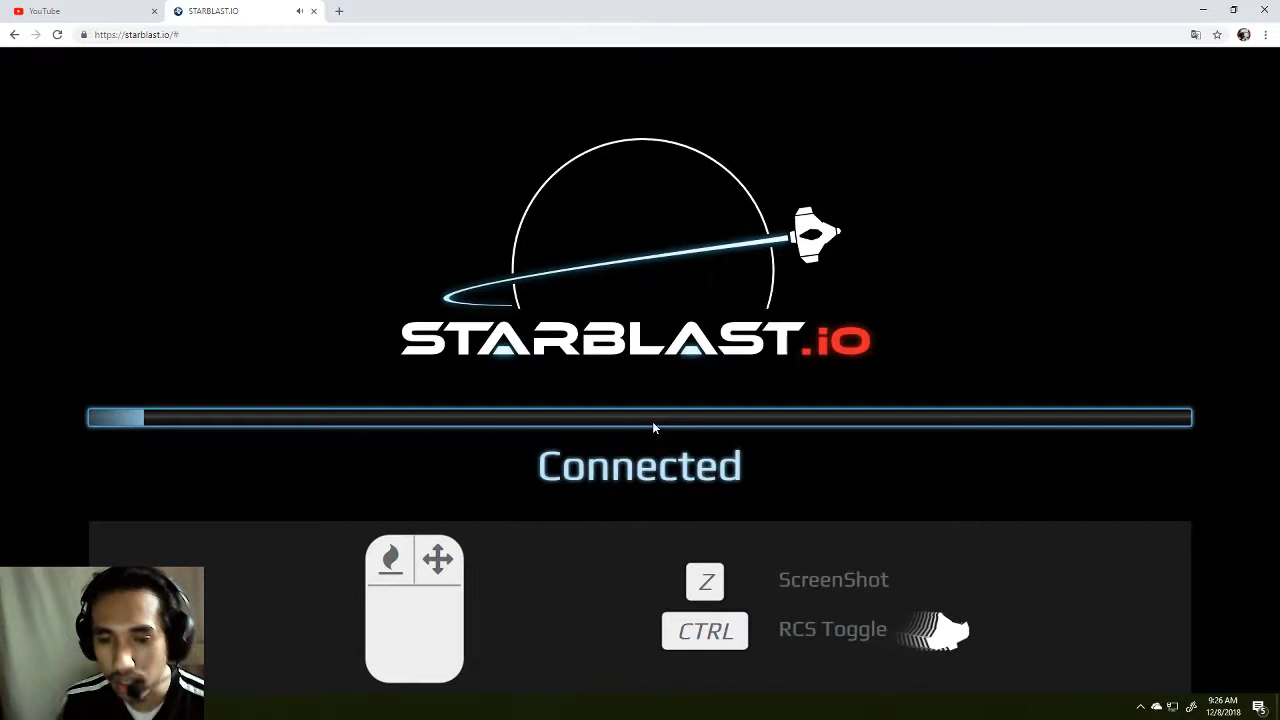 YouTube
STARBLAST.IO
https://starblast.io/#
STARBLAST.iO
Connected
Z
ScreenShot
CTRL
RCS Toggle
9:26 AM
12/8/2018
5